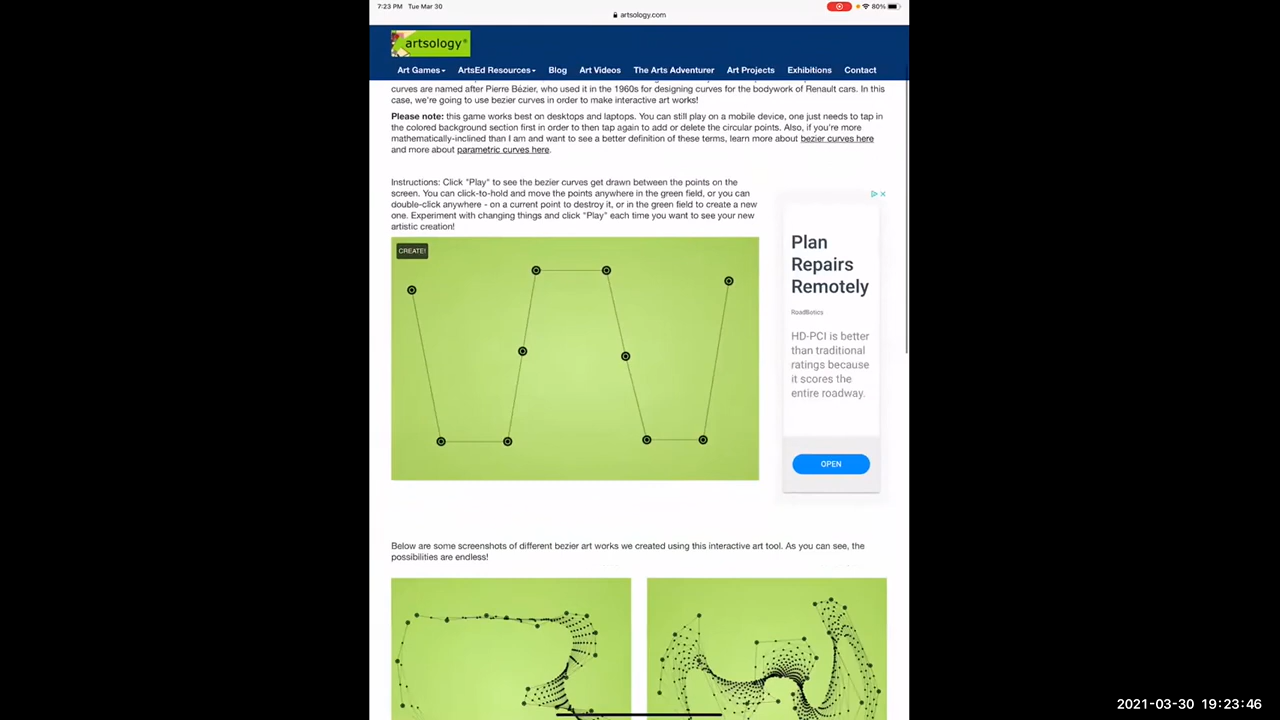 7:23 PM Tue Mar 30
80%
artsology.com
artsology®
Art Games ArtsEd Resources Blog Art Videos The Arts Adventurer Art Projects Exhibitions Contact
curves are named after Pierre Bézier, who used it in the 1960s for designing curves for the bodywork of Renault cars. In this
case, we're going to use bezier curves in order to make interactive art works!
Please note: this game works best on desktops and laptops. You can still play on a mobile device, one just needs to tap in
the colored background section first in order to then tap again to add or delete the circular points. Also, if you're more
mathematically-inclined than I am and want to see a better definition of these terms, learn more about bezier curves here
and more about parametric curves here.
Instructions: Click "Play" to see the bezier curves get drawn between the points on the
screen. You can click-to-hold and move the points anywhere in the green field, or you can
double-click anywhere - on a current point to destroy it, or in the green field to create a new
one. Experiment with changing things and click "Play" each time you want to see your new
artistic creation!
CREATE!
Plan
Repairs
Remotely
RoadBotics
HD-PCI is better
than traditional
ratings because
it scores the
entire roadway.
OPEN
Below are some screenshots of different bezier art works we created using this interactive art tool. As you can see, the
possibilities are endless!
2021-03-30 19:23:46